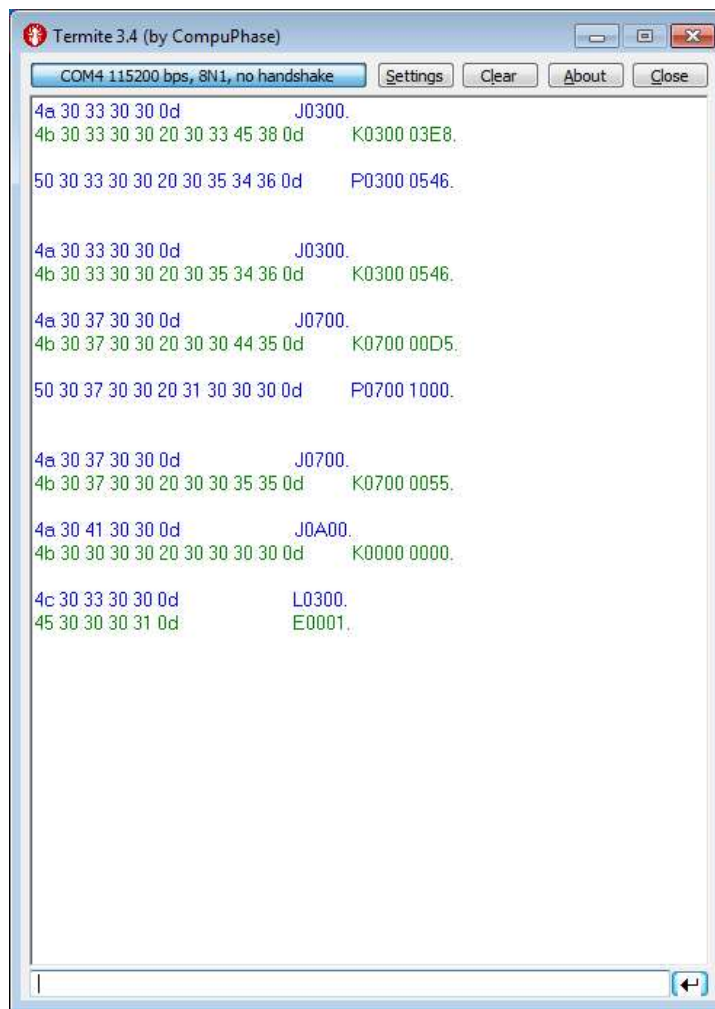 Termite 3.4 (by CompuPhase)
COM4 115200 bps, 8N1, no handshake Settings Clear About Close
4a 30 33 30 30 0d J0300.
4b 30 33 30 30 20 30 33 45 38 0d K0300 03E8.
50 30 33 30 30 20 30 35 34 36 0d P0300 0546.
4a 30 33 30 30 0d J0300.
4b 30 33 30 30 20 30 35 34 36 0d K0300 0546.
4a 30 37 30 30 0d J0700.
4b 30 37 30 30 20 30 30 44 35 0d K0700 00D5.
50 30 37 30 30 20 31 30 30 30 0d P0700 1000.
4a 30 37 30 30 0d J0700.
4b 30 37 30 30 20 30 30 35 35 0d K0700 0055.
4a 30 41 30 30 0d J0A00.
4b 30 30 30 30 20 30 30 30 30 0d K0000 0000.
4c 30 33 30 30 0d L0300.
45 30 30 30 31 0d E0001.